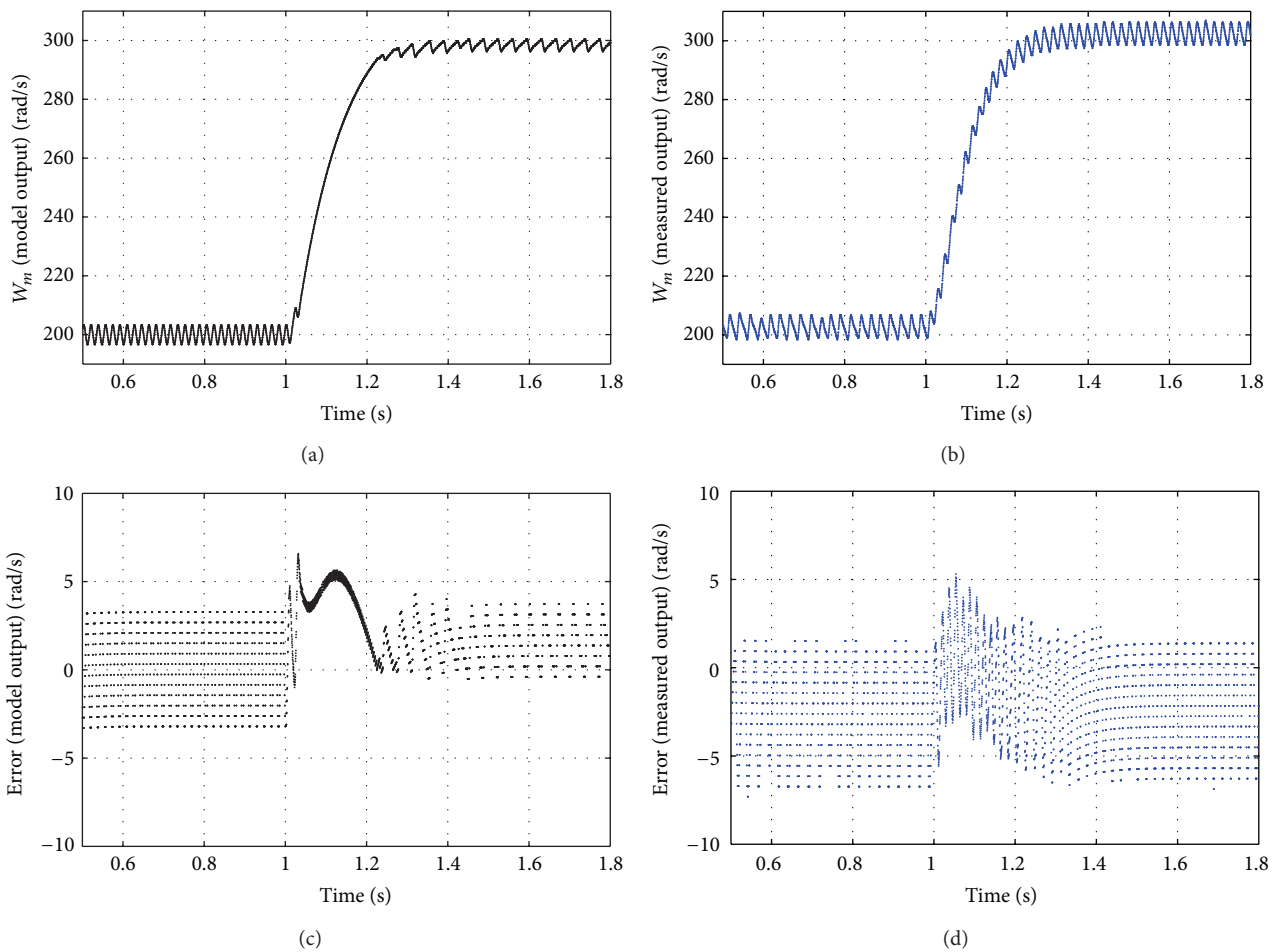 300
280
260
240
220
200
W_m (model output) (rad/s)
0.6 0.8 1 1.2 1.4 1.6 1.8
Time (s)
(a)
300
280
260
240
220
200
W_m (measured output) (rad/s)
0.6 0.8 1 1.2 1.4 1.6 1.8
Time (s)
(b)
10
5
0
−5
−10
Error (model output) (rad/s)
0.6 0.8 1 1.2 1.4 1.6 1.8
Time (s)
(c)
10
5
0
−5
−10
Error (measured output) (rad/s)
0.6 0.8 1 1.2 1.4 1.6 1.8
Time (s)
(d)